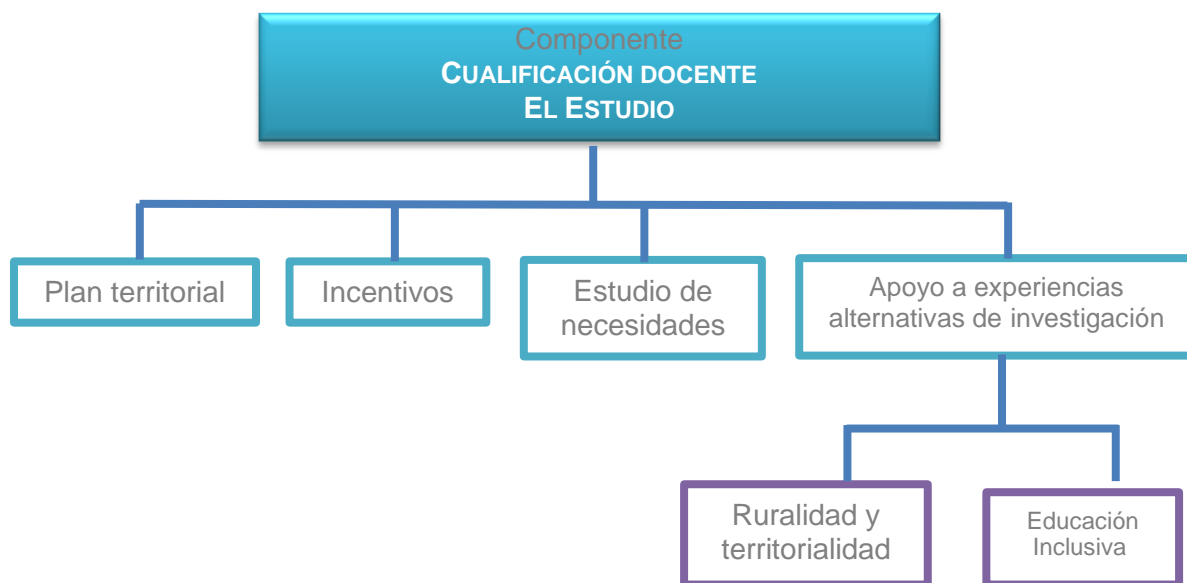 Componente
CUALIFICACIÓN DOCENTE
EL ESTUDIO
Plan territorial
Incentivos
Estudio de
necesidades
Apoyo a experiencias
alternativas de investigación
Ruralidad y
territorialidad
Educación
Inclusiva